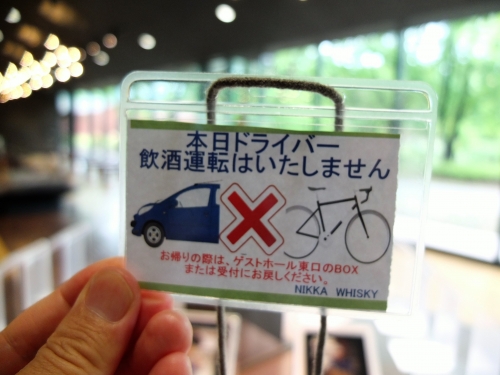 本日ドライバー
飲酒運転はいたしません
お帰りの際は、ゲストホール東口のBOX
または受付にお戻しください。
NIKKA WHISKY